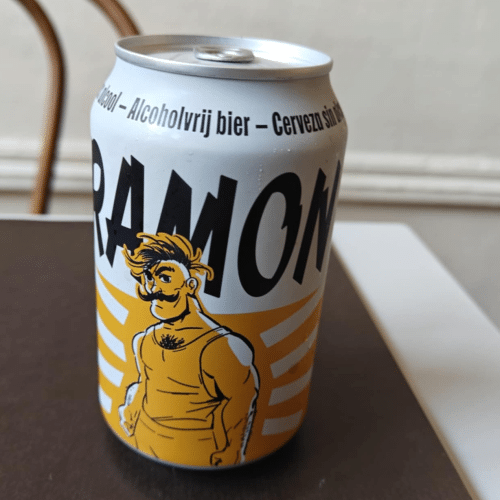 – Alcoholvrij bier – Cerveza sin
RAMON